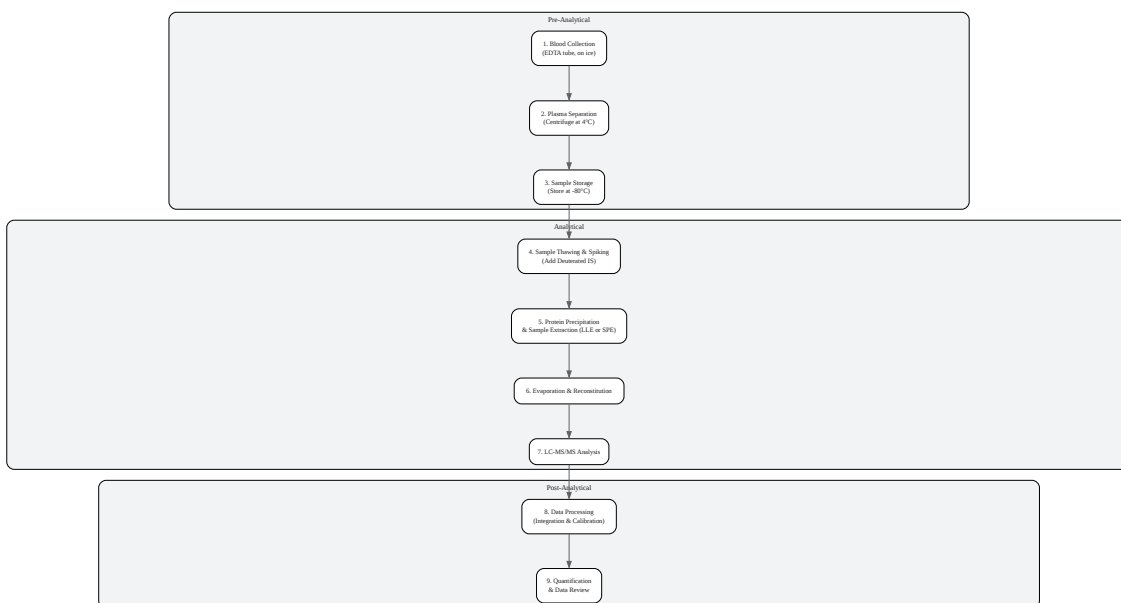 Pre-Analytical
1. Blood Collection
(EDTA tube, on ice)
2. Plasma Separation
(Centrifuge at 4°C)
3. Sample Storage
(Store at -80°C)
Analytical
4. Sample Thawing & Spiking
(Add Deuterated IS)
5. Protein Precipitation
& Sample Extraction (LLE or SPE)
6. Evaporation & Reconstitution
7. LC-MS/MS Analysis
Post-Analytical
8. Data Processing
(Integration & Calibration)
9. Quantification
& Data Review